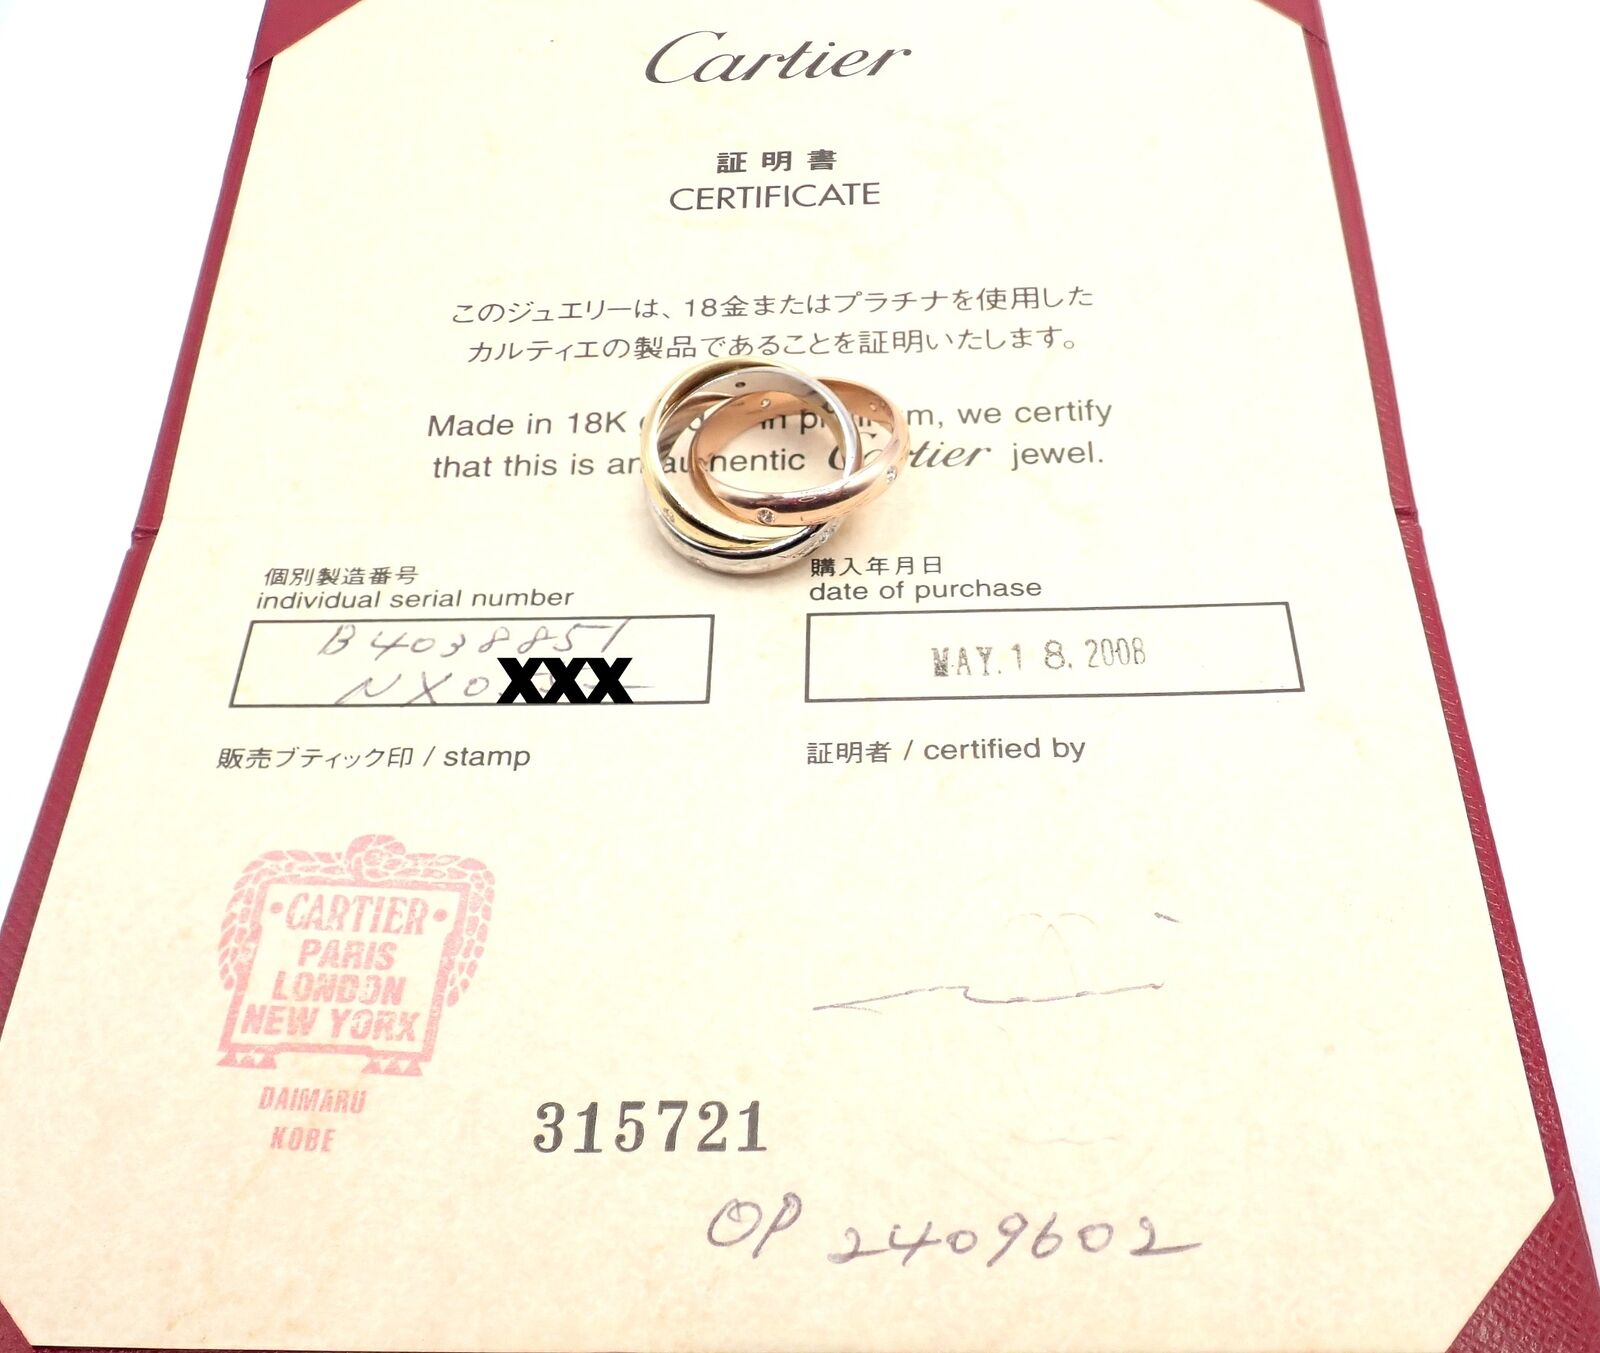 Cartier
証明書
CERTIFICATE
このジュエリーは、18金または プラチナを使用した
カルティエの製品であることを証明いたします。
Made in 18K in m, we certify
that this is an Cartier jewel.
個別製造番号
individual serial number
B4038851
NX0XXX
購入年月日
date of purchase
MAY.18.2008
販売ブティック印 / stamp
証明者 / certified by
CARTIER
PARIS
LONDON
NEW YORK
DAIMARU
KOBE
315721
OP 2409602